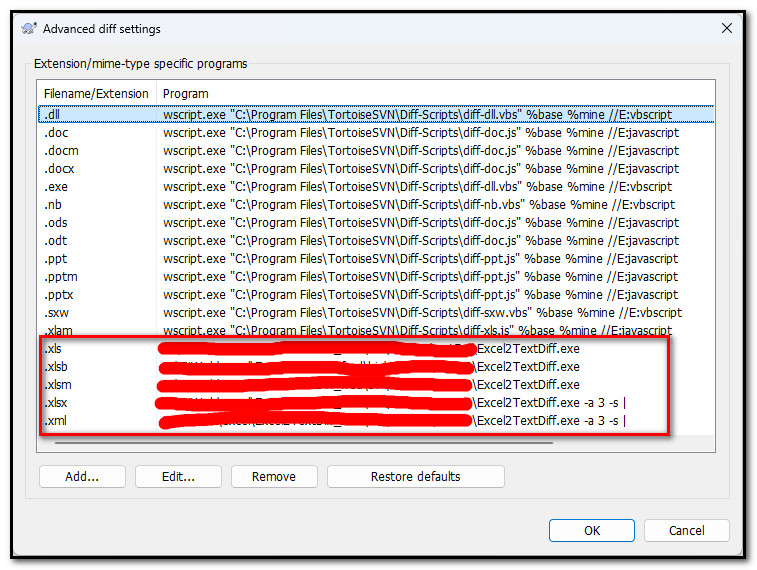 Advanced diff settings
Extension/mime-type specific programs
Filename/Extension Program
.dll wscript.exe "C:\Program Files\TortoiseSVN\Diff-Scripts\diff-dll.vbs" %base %mine //E:vbscript
.doc wscript.exe "C:\Program Files\TortoiseSVN\Diff-Scripts\diff-doc.js" %base %mine //E:javascript
.docm wscript.exe "C:\Program Files\TortoiseSVN\Diff-Scripts\diff-doc.js" %base %mine //E:javascript
.docx wscript.exe "C:\Program Files\TortoiseSVN\Diff-Scripts\diff-doc.js" %base %mine //E:javascript
.exe wscript.exe "C:\Program Files\TortoiseSVN\Diff-Scripts\diff-dll.vbs" %base %mine //E:vbscript
.nb wscript.exe "C:\Program Files\TortoiseSVN\Diff-Scripts\diff-nb.vbs" %base %mine //E:vbscript
.ods wscript.exe "C:\Program Files\TortoiseSVN\Diff-Scripts\diff-doc.js" %base %mine //E:javascript
.odt wscript.exe "C:\Program Files\TortoiseSVN\Diff-Scripts\diff-doc.js" %base %mine //E:javascript
.ppt wscript.exe "C:\Program Files\TortoiseSVN\Diff-Scripts\diff-ppt.js" %base %mine //E:javascript
.pptm wscript.exe "C:\Program Files\TortoiseSVN\Diff-Scripts\diff-ppt.js" %base %mine //E:javascript
.pptx wscript.exe "C:\Program Files\TortoiseSVN\Diff-Scripts\diff-ppt.js" %base %mine //E:javascript
.sxw wscript.exe "C:\Program Files\TortoiseSVN\Diff-Scripts\diff-sxw.vbs" %base %mine //E:vbscript
.xlam wscript.exe "C:\Program Files\TortoiseSVN\Diff-Scripts\diff-xls.js" %base %mine //E:javascript
.xls \Excel2TextDiff.exe
.xlsb \Excel2TextDiff.exe
.xlsm \Excel2TextDiff.exe
.xlsx \Excel2TextDiff.exe -a 3 -s |
.xml \Excel2TextDiff.exe -a 3 -s |
Add... Edit... Remove Restore defaults
OK Cancel